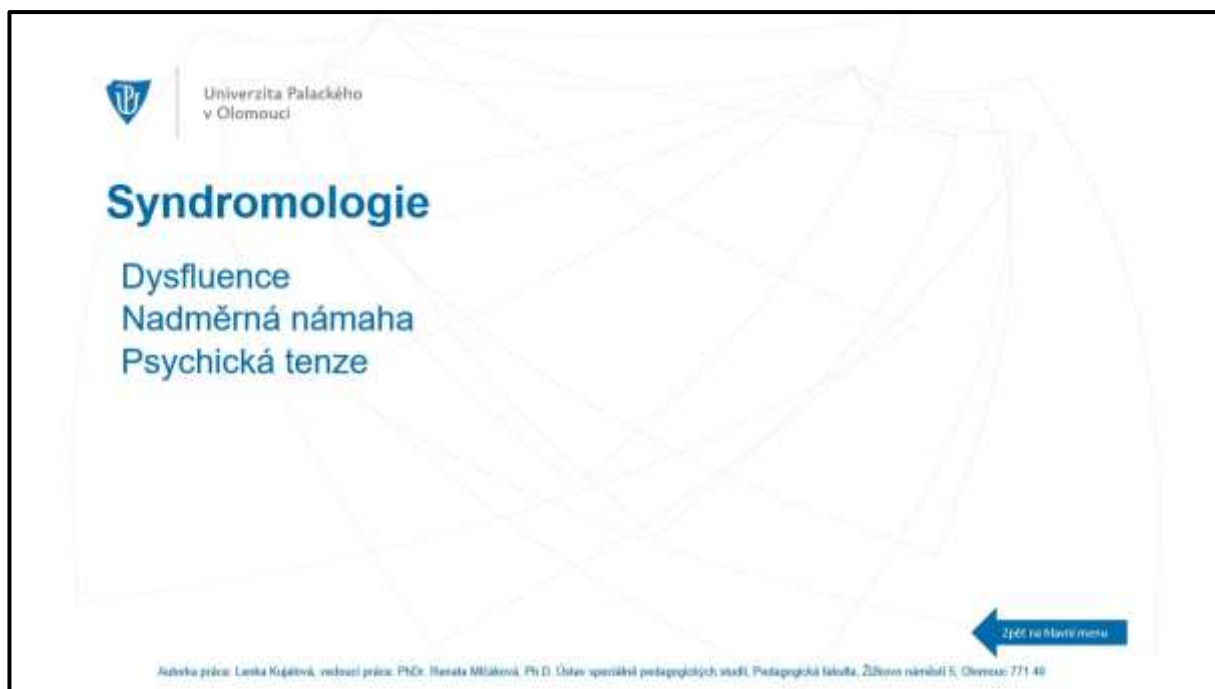 Univerzita Palackého
v Olomouci
Syndromologie
Dysfluence
Nadměrná námaha
Psychická tenze
Zpět na hlavní menu
Autorka práce: Lenka Kujalová, vedoucí práce: PhDr. Renata Mlčáková, Ph.D. Ústav speciálně pedagogických studií, Pedagogická fakulta, Žižkovo náměstí 5, Olomouc 771 40